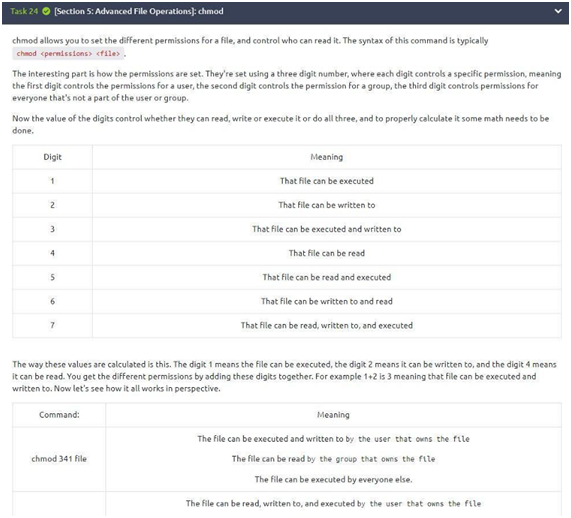 Task 24 [Section 5: Advanced File Operations]: chmod
chmod allows you to set the different permissions for a file, and control who can read it. The syntax of this command is typically
chmod <permissions> <file> .
The interesting part is how the permissions are set. They're set using a three digit number, where each digit controls a specific permission, meaning
the first digit controls the permissions for a user, the second digit controls the permission for a group, the third digit controls permissions for
everyone that's not a part of the user or group.
Now the value of the digits control whether they can read, write or execute it or do all three, and to properly calculate it some math needs to be
done.
Digit Meaning
1 That file can be executed
2 That file can be written to
3 That file can be executed and written to
4 That file can be read
5 That file can be read and executed
6 That file can be written to and read
7 That file can be read, written to, and executed
The way these values are calculated is this. The digit 1 means the file can be executed, the digit 2 means it can be written to, and the digit 4 means
it can be read. You get the different permissions by adding these digits together. For example 1+2 is 3 meaning that file can be executed and
written to. Now let's see how it all works in perspective.
Command: Meaning
The file can be executed and written to by the user that owns the file
chmod 341 file The file can be read by the group that owns the file
The file can be executed by everyone else.
The file can be read, written to, and executed by the user that owns the file